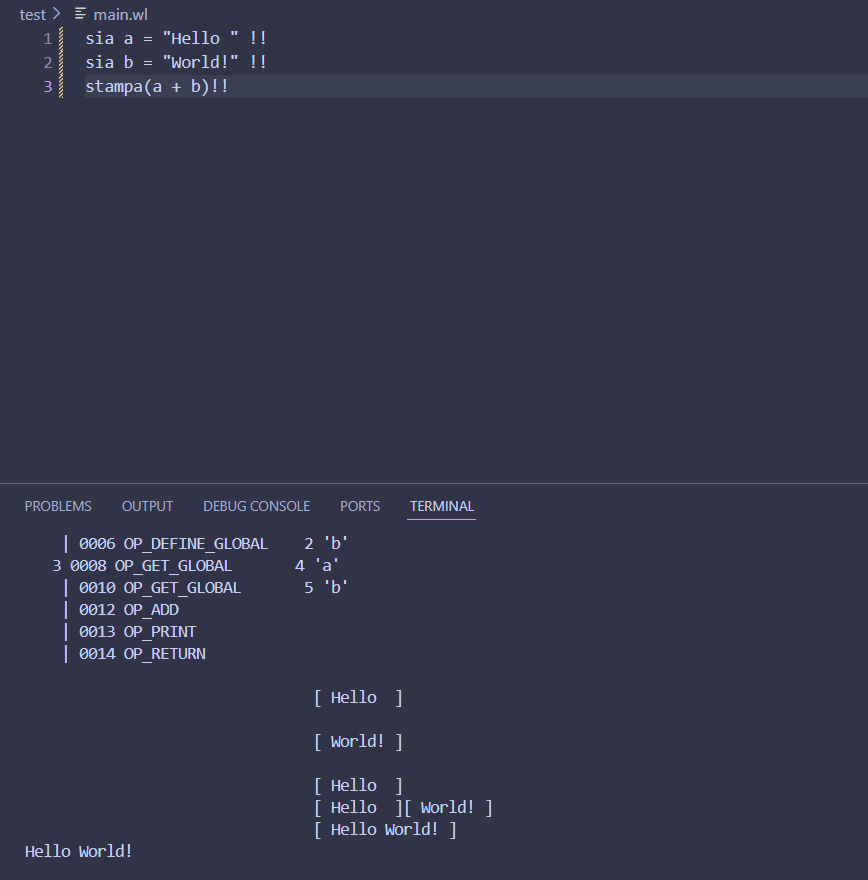 test > main.wl
1 sia a = "Hello " !!
2 sia b = "World!" !!
3 stampa(a + b)!!
PROBLEMS OUTPUT DEBUG CONSOLE PORTS TERMINAL
| 0006 OP_DEFINE_GLOBAL 2 'b'
3 0008 OP_GET_GLOBAL 4 'a'
| 0010 OP_GET_GLOBAL 5 'b'
| 0012 OP_ADD
| 0013 OP_PRINT
| 0014 OP_RETURN
[ Hello  ]
[ World! ]
[ Hello  ]
[ Hello  ][ World! ]
[ Hello World! ]
Hello World!